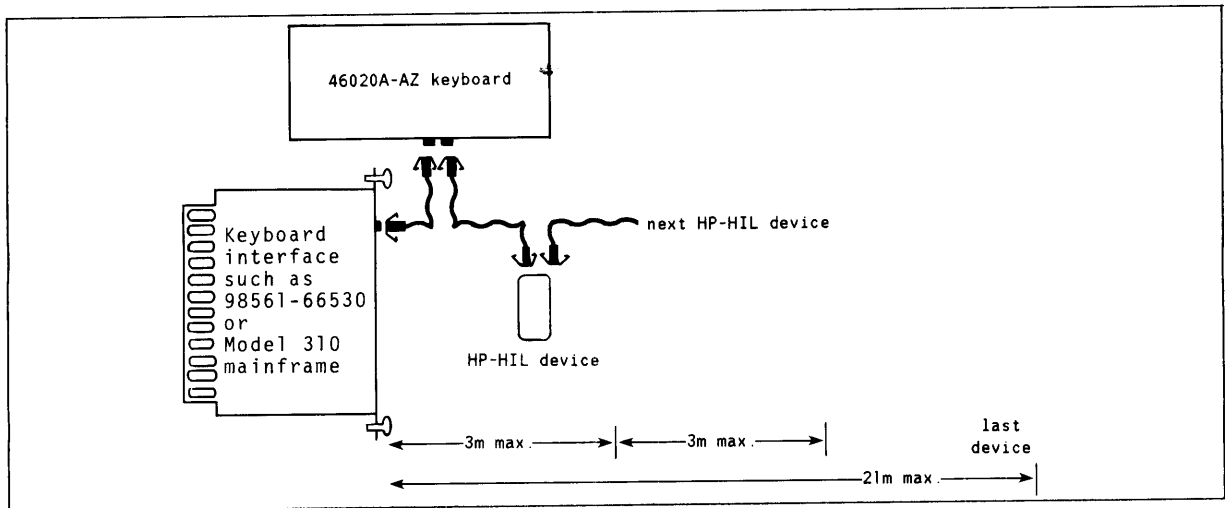 46020A-AZ keyboard
Keyboard
interface
such as
98561-66530
or
Model 310
mainframe
next HP-HIL device
HP-HIL device
3m max.
3m max.
last
device
21m max.